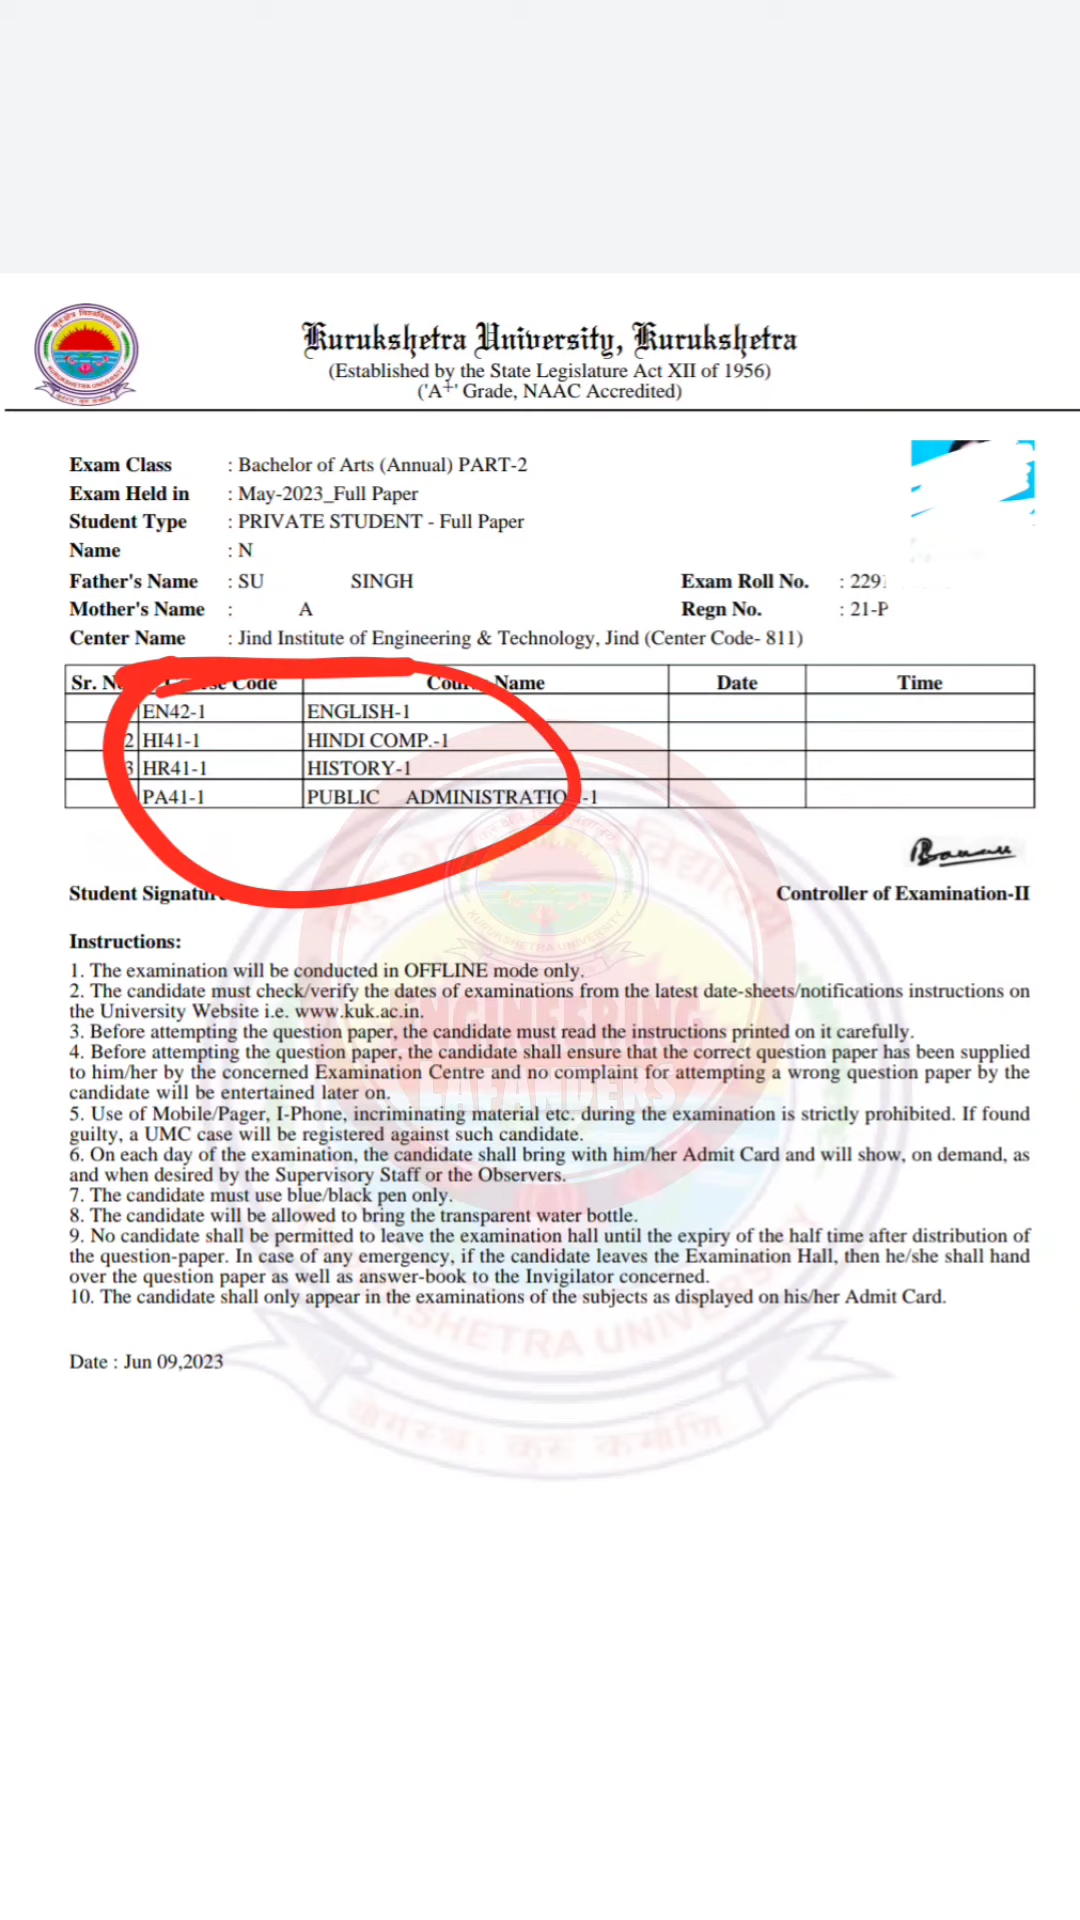 Kurukshetra University, Kurukshetra
(Established by the State Legislature Act XII of 1956)
('A+' Grade, NAAC Accredited)
Exam Class : Bachelor of Arts (Annual) PART-2
Exam Held in : May-2023_Full Paper
Student Type : PRIVATE STUDENT - Full Paper
Name : N
Father's Name : SU SINGH Exam Roll No. : 229
Mother's Name : A Regn No. : 21-P
Center Name : Jind Institute of Engineering & Technology, Jind (Center Code- 811)
Sr. Code Name Date Time
EN42-1 ENGLISH-1
2 HI41-1 HINDI COMP.-1
3 HR41-1 HISTORY-1
PA41-1 PUBLIC ADMINISTRATION-1
Student Signature Controller of Examination-II
Instructions:
1. The examination will be conducted in OFFLINE mode only.
2. The candidate must check/verify the dates of examinations from the latest date-sheets/notifications instructions on
the University Website i.e. www.kuk.ac.in.
3. Before attempting the question paper, the candidate must read the instructions printed on it carefully.
4. Before attempting the question paper, the candidate shall ensure that the correct question paper has been supplied
to him/her by the concerned Examination Centre and no complaint for attempting a wrong question paper by the
candidate will be entertained later on.
5. Use of Mobile/Pager, I-Phone, incriminating material etc. during the examination is strictly prohibited. If found
guilty, a UMC case will be registered against such candidate.
6. On each day of the examination, the candidate shall bring with him/her Admit Card and will show, on demand, as
and when desired by the Supervisory Staff or the Observers.
7. The candidate must use blue/black pen only.
8. The candidate will be allowed to bring the transparent water bottle.
9. No candidate shall be permitted to leave the examination hall until the expiry of the half time after distribution of
the question-paper. In case of any emergency, if the candidate leaves the Examination Hall, then he/she shall hand
over the question paper as well as answer-book to the Invigilator concerned.
10. The candidate shall only appear in the examinations of the subjects as displayed on his/her Admit Card.
Date : Jun 09,2023
ENGINEERING
LAFANDERS
KURUKSHETRA UNIVERSITY